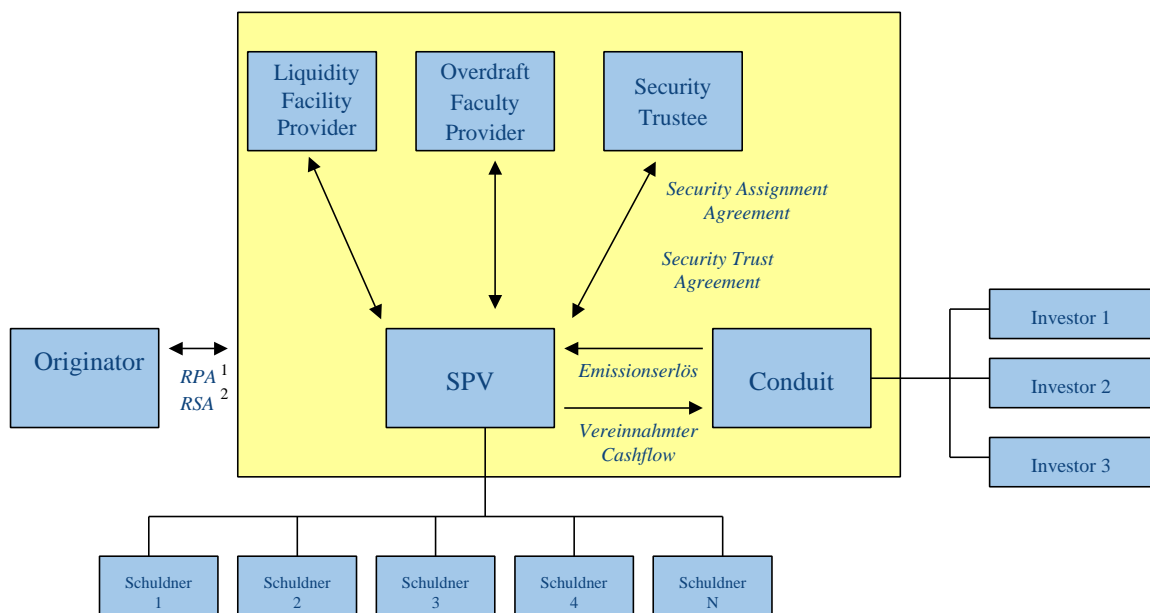 Liquidity
Facility
Provider
Overdraft
Faculty
Provider
Security
Trustee
Security Assignment
Agreement
Security Trust
Agreement
Originator
RPA 1
RSA 2
SPV
Emissionserlös
Vereinnahmter
Cashflow
Conduit
Investor 1
Investor 2
Investor 3
Schuldner
1
Schuldner
2
Schuldner
3
Schuldner
4
Schuldner
N